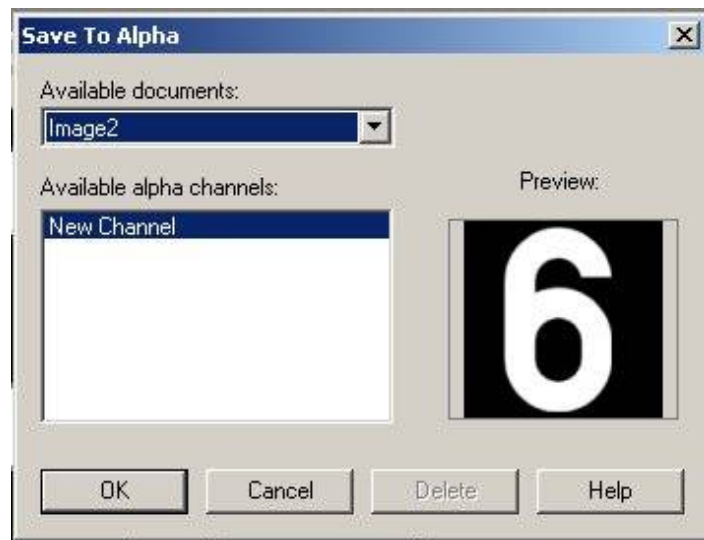 Save To Alpha
Available documents:
Image2
Available alpha channels:
New Channel
Preview:
6
OK Cancel Delete Help